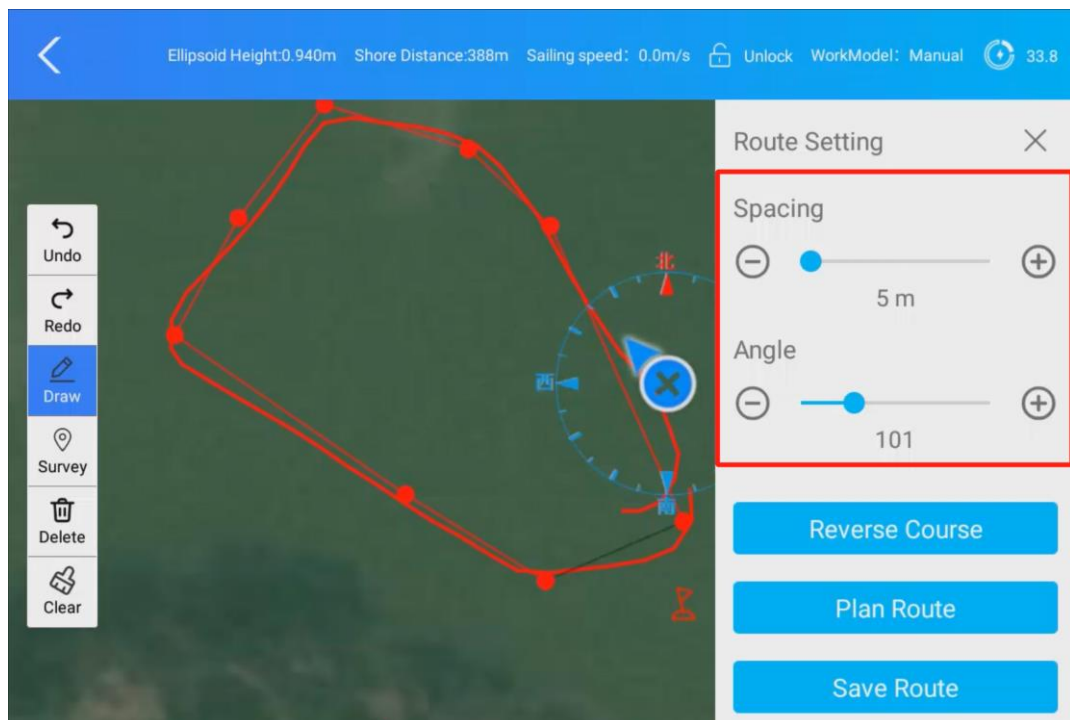 Ellipsoid Height:0.940m Shore Distance:388m Sailing speed：0.0m/s Unlock WorkModel：Manual 33.8
Route Setting
Spacing
5 m
Angle
101
Reverse Course
Plan Route
Save Route
Undo
Redo
Draw
Survey
Delete
Clear
北
西
南